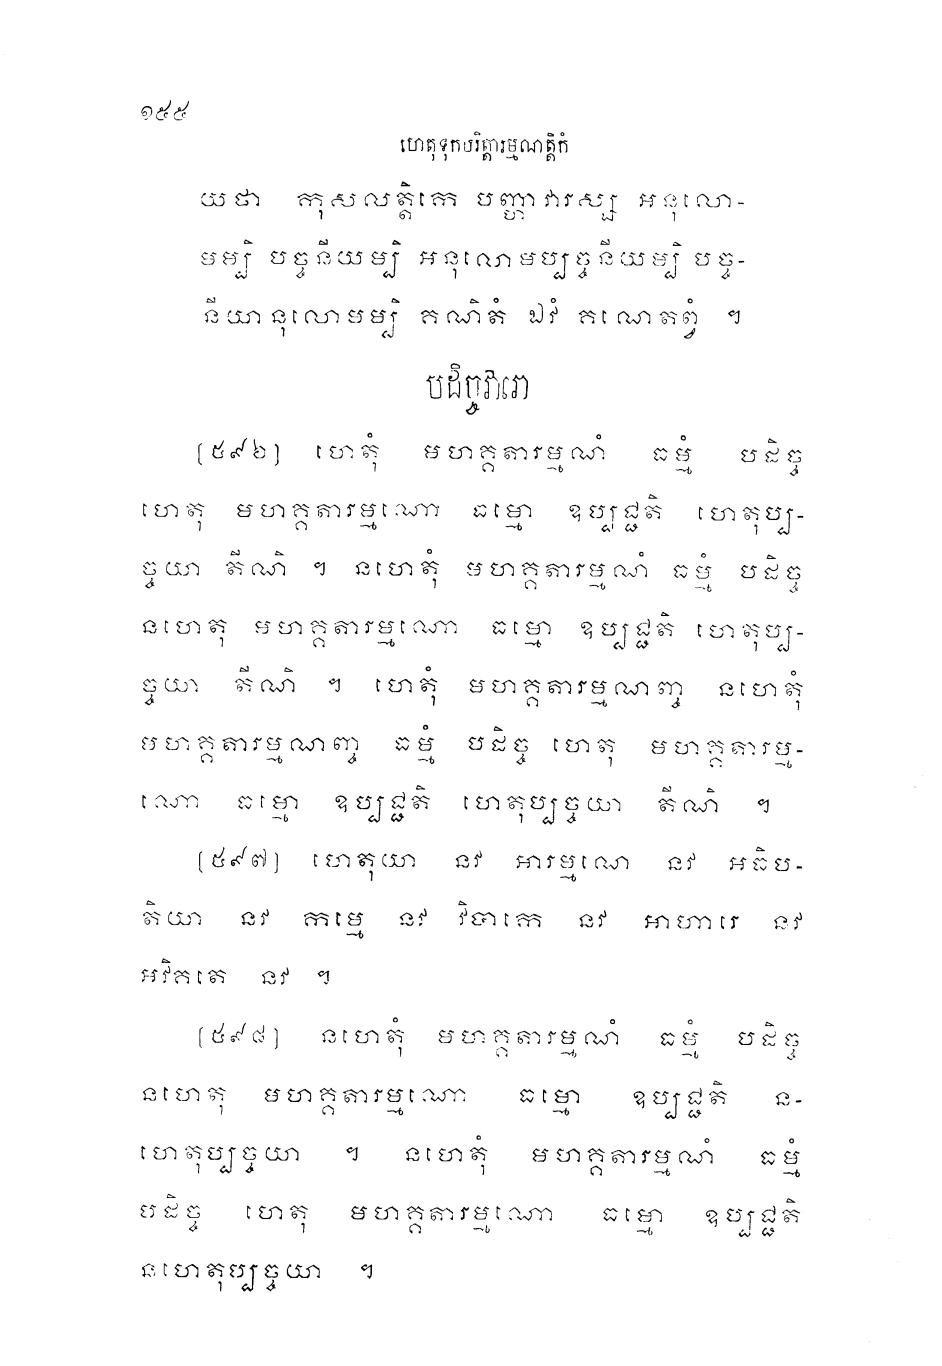 ១៥៥
ហេតុទុកបរិត្តារម្មណត្តិកំ
យថា កុសលត្តិកេ បញ្ហាវារស្ស អនុលោ-
មម្បិ បច្ចនីយម្បិ អនុលោមប្បច្ចនីយម្បិ បច្ច-
នីយានុលោមម្បិ គណិតំ ឯវំ គណេតព្វំ ។
បដិច្ចវារោ
(៥៩៦) ហេតុំ មហគ្គតារម្មណំ ធម្មំ បដិច្ច
ហេតុ មហគ្គតារម្មណោ ធម្មោ ឧប្បជ្ជតិ ហេតុប្ប-
ច្ចយា តីណិ ។ នហេតុំ មហគ្គតារម្មណំ ធម្មំ បដិច្ច
នហេតុ មហគ្គតារម្មណោ ធម្មោ ឧប្បជ្ជតិ ហេតុប្ប-
ច្ចយា តីណិ ។ ហេតុំ មហគ្គតារម្មណញ្ច នហេតុំ
មហគ្គតារម្មណញ្ច ធម្មំ បដិច្ច ហេតុ មហគ្គតារម្ម-
ណោ ធម្មោ ឧប្បជ្ជតិ ហេតុប្បច្ចយា តីណិ ។
(៥៩៧) ហេតុយា នវ អារម្មណេ នវ អធិប-
តិយា នវ កម្មេ នវ វិបាកេ នវ អាហារេ នវ
អវិគតេ នវ ។
(៥៩៨) នហេតុំ មហគ្គតារម្មណំ ធម្មំ បដិច្ច
នហេតុ មហគ្គតារម្មណោ ធម្មោ ឧប្បជ្ជតិ ន-
ហេតុប្បច្ចយា ។ នហេតុំ មហគ្គតារម្មណំ ធម្មំ
បដិច្ច ហេតុ មហគ្គតារម្មណោ ធម្មោ ឧប្បជ្ជតិ
នហេតុប្បច្ចយា ។